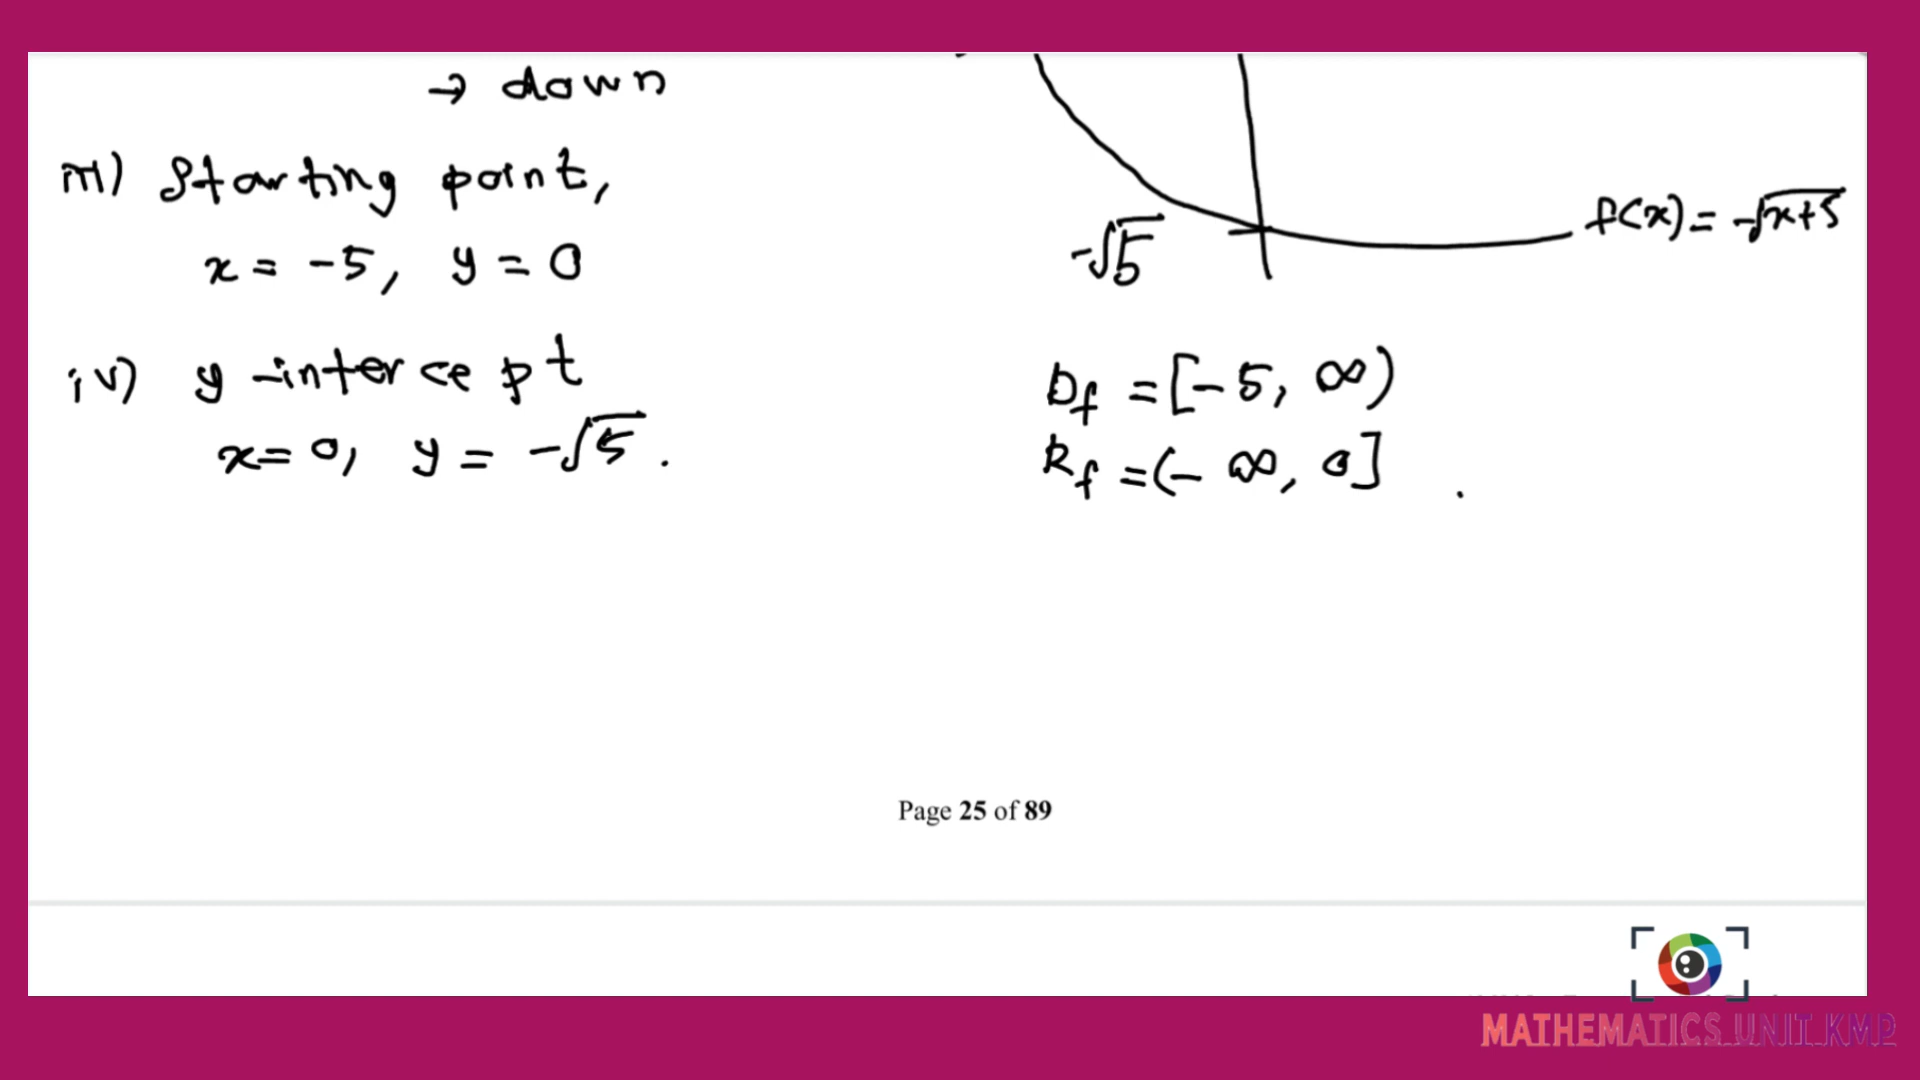 → down
iii) Starting point,
x = -5, y = 0
iv) y-intercept
x = 0, y = -√5.
f(x) = -√x+5
-√5
Df = [-5, ∞)
Rf = (-∞, 0] .
Page 25 of 89
MATHEMATICS UNIT KMP